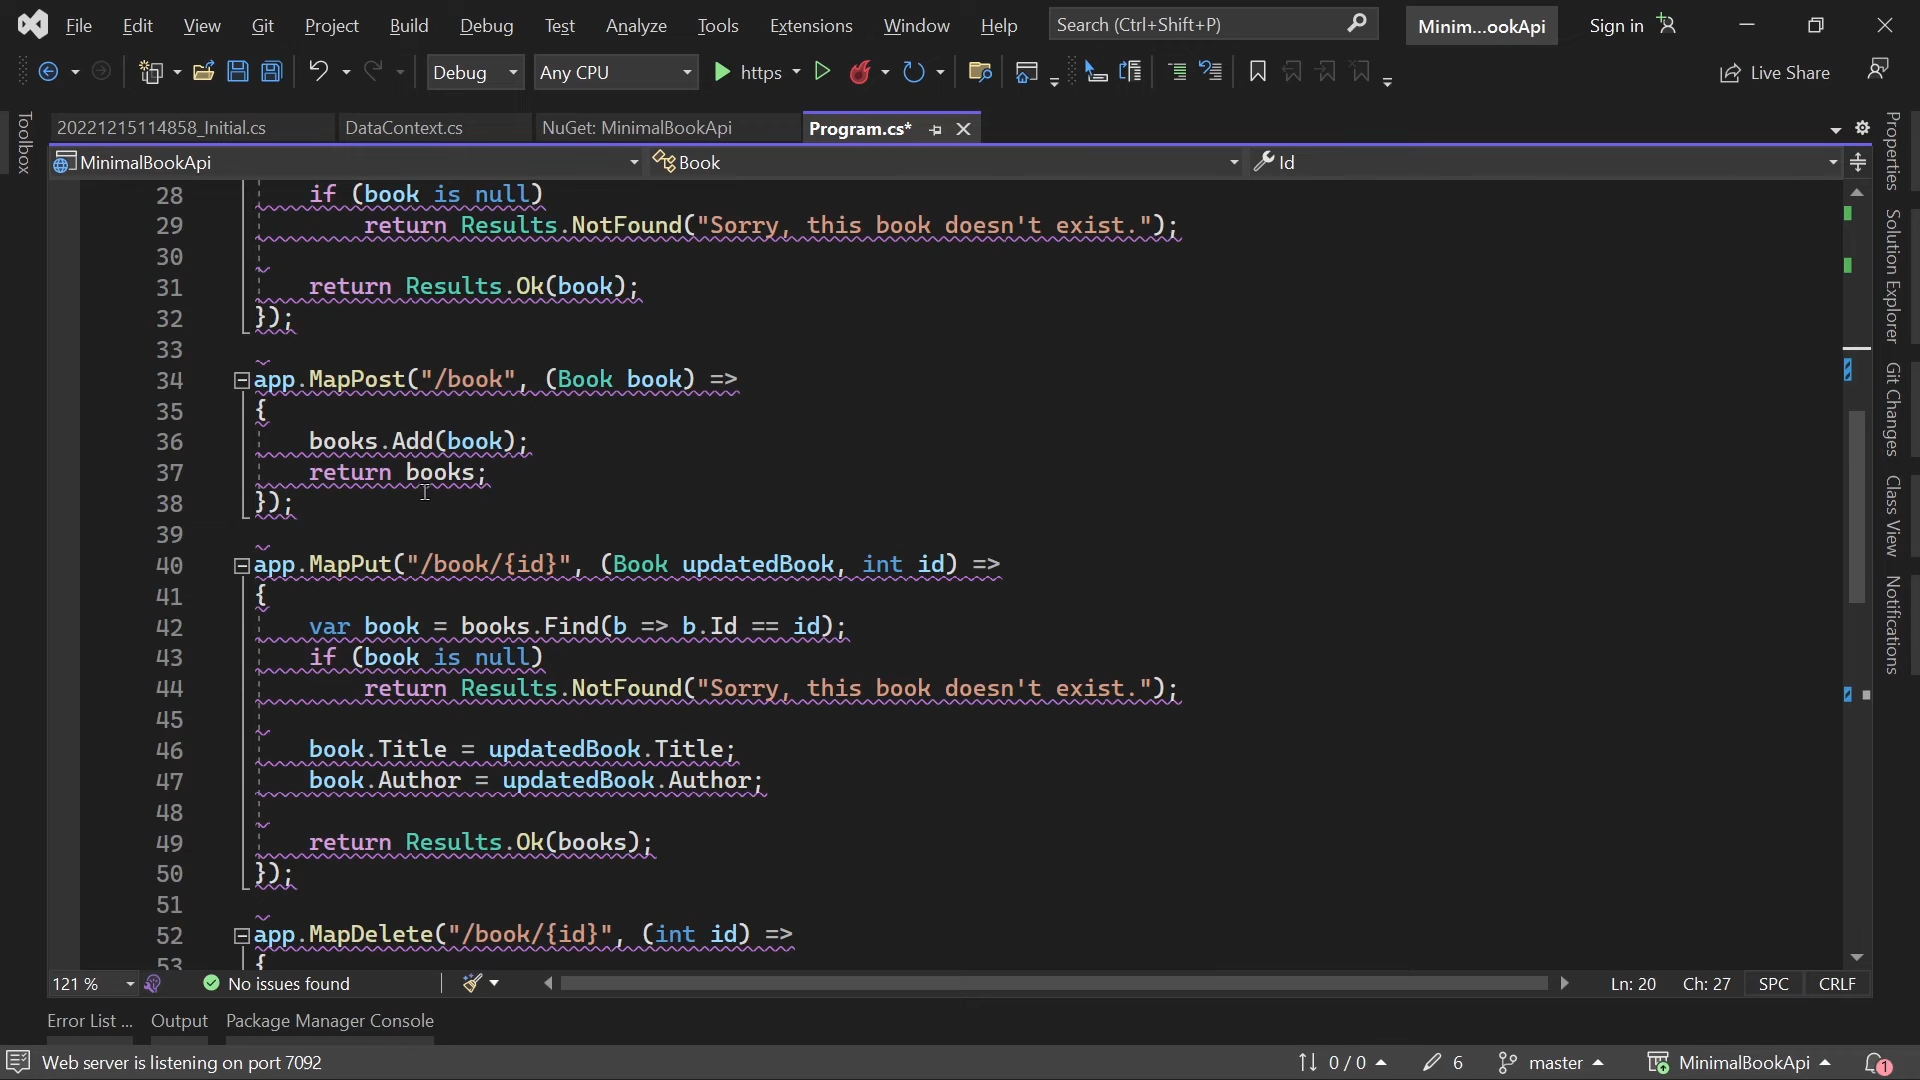 File Edit View Git Project Build Debug Test Analyze Tools Extensions Window Help Search (Ctrl+Shift+P) Minim...ookApi Sign in
Debug Any CPU https Live Share
Toolbox
20221215114858_Initial.cs DataContext.cs NuGet: MinimalBookApi Program.cs*
MinimalBookApi Book Id
28 if (book is null)
29 return Results.NotFound("Sorry, this book doesn't exist.");
30
31 return Results.Ok(book);
32 });
33
34 app.MapPost("/book", (Book book) =>
35 {
36 books.Add(book);
37 return books;
38 });
39
40 app.MapPut("/book/{id}", (Book updatedBook, int id) =>
41 {
42 var book = books.Find(b => b.Id == id);
43 if (book is null)
44 return Results.NotFound("Sorry, this book doesn't exist.");
45
46 book.Title = updatedBook.Title;
47 book.Author = updatedBook.Author;
48
49 return Results.Ok(books);
50 });
51
52 app.MapDelete("/book/{id}", (int id) =>
53 {
Properties
Solution Explorer
Git Changes
Class View
Notifications
121 % No issues found Ln: 20 Ch: 27 SPC CRLF
Error List ... Output Package Manager Console
Web server is listening on port 7092 0 / 0 6 master MinimalBookApi 1